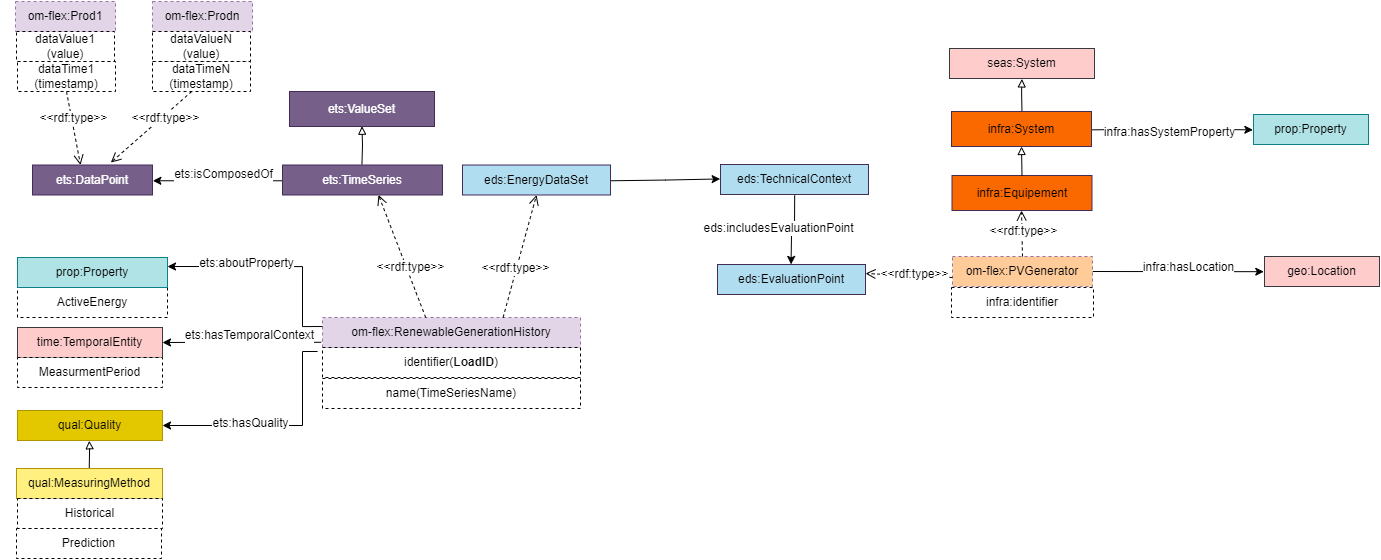 om-flex:Prod1
dataValue1
(value)
dataTime1
(timestamp)
om-flex:Prodn
dataValueN
(value)
dataTimeN
(timestamp)
<<rdf:type>>
<<rdf:type>>
ets:ValueSet
ets:DataPoint
ets:isComposedOf
ets:TimeSeries
eds:EnergyDataSet
eds:TechnicalContext
eds:includesEvaluationPoint
eds:EvaluationPoint
seas:System
infra:System
infra:hasSystemProperty
prop:Property
infra:Equipement
<<rdf:type>>
<<rdf:type>>
om-flex:PVGenerator
infra:identifier
infra:hasLocation
geo:Location
<<rdf:type>>
<<rdf:type>>
prop:Property
ActiveEnergy
ets:aboutProperty
time:TemporalEntity
MeasurmentPeriod
ets:hasTemporalContext
om-flex:RenewableGenerationHistory
identifier(LoadID)
name(TimeSeriesName)
qual:Quality
ets:hasQuality
qual:MeasuringMethod
Historical
Prediction